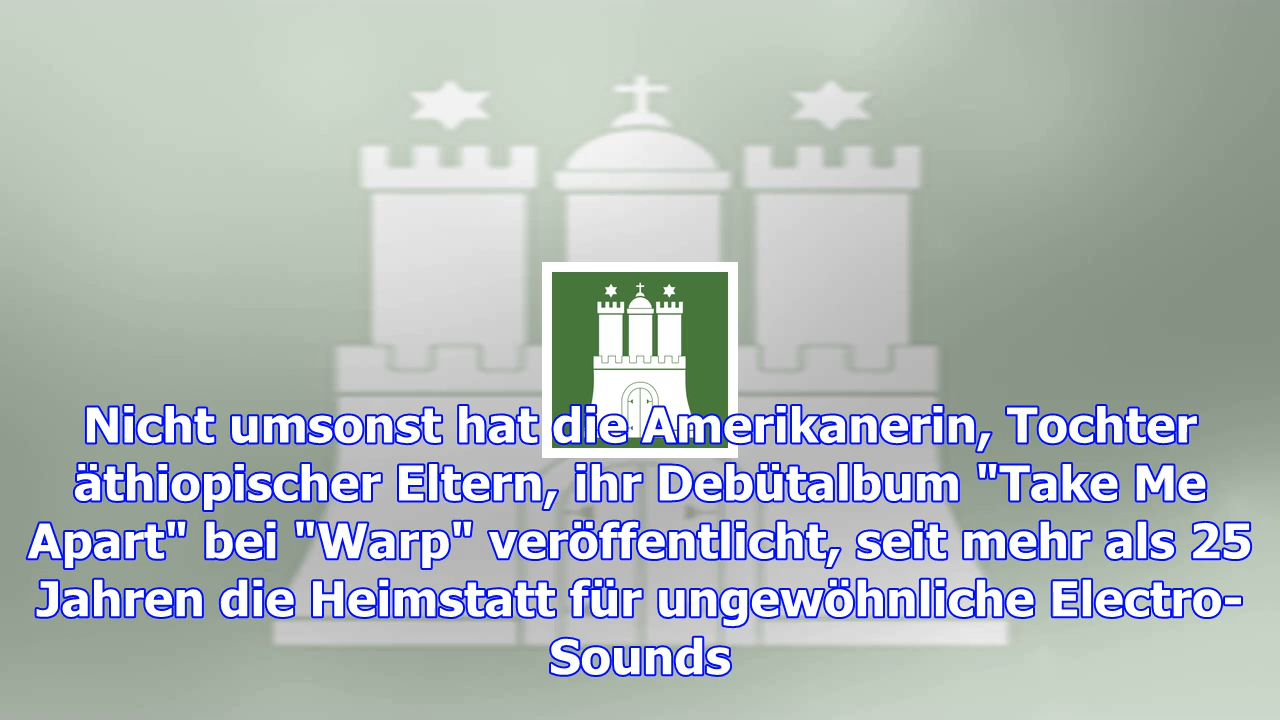 Nicht umsonst hat die Amerikanerin, Tochter
äthiopischer Eltern, ihr Debütalbum "Take Me
Apart" bei "Warp" veröffentlicht, seit mehr als 25
Jahren die Heimstatt für ungewöhnliche Electro-
Sounds